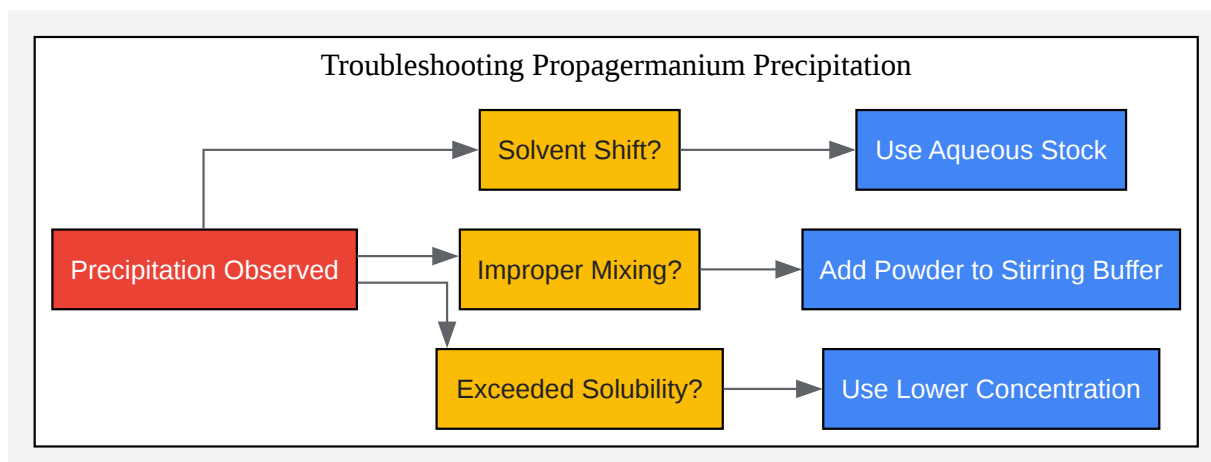 Troubleshooting Propagermanium Precipitation
Solvent Shift?
Use Aqueous Stock
Precipitation Observed
Improper Mixing?
Add Powder to Stirring Buffer
Exceeded Solubility?
Use Lower Concentration